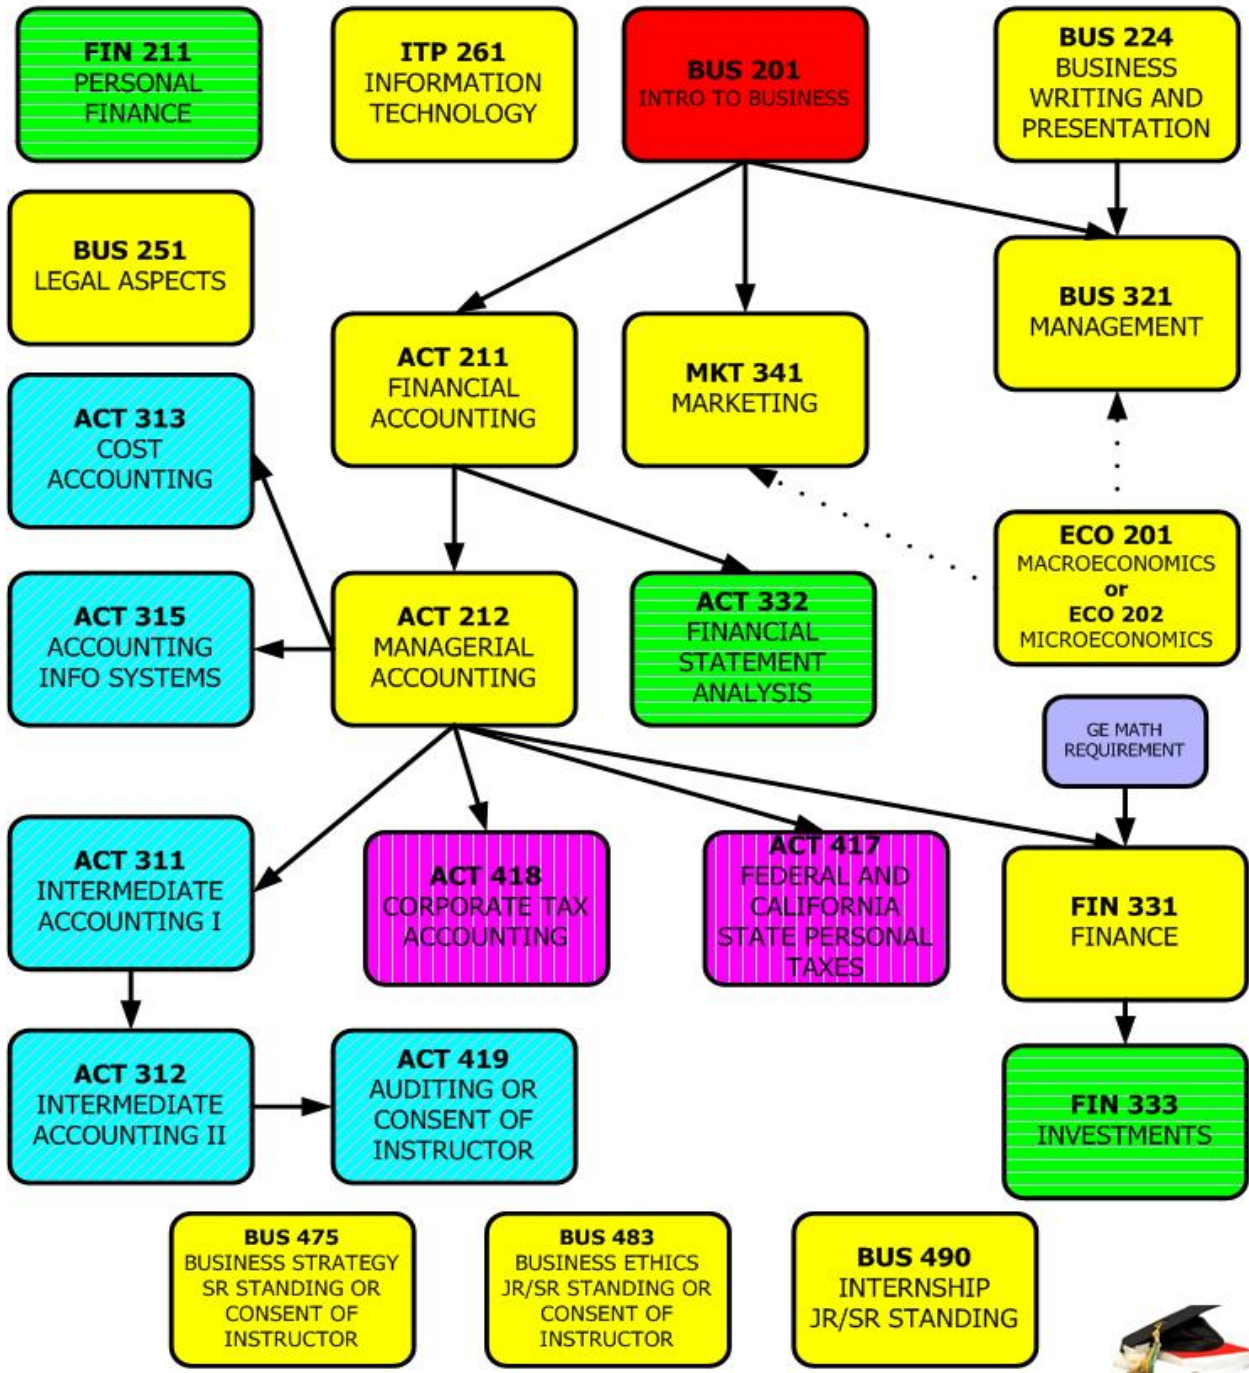 FIN 211
PERSONAL
FINANCE
ITP 261
INFORMATION
TECHNOLOGY
BUS 201
INTRO TO BUSINESS
BUS 224
BUSINESS
WRITING AND
PRESENTATION
BUS 251
LEGAL ASPECTS
BUS 321
MANAGEMENT
ACT 211
FINANCIAL
ACCOUNTING
MKT 341
MARKETING
ACT 313
COST
ACCOUNTING
ECO 201
MACROECONOMICS
or
ECO 202
MICROECONOMICS
ACT 315
ACCOUNTING
INFO SYSTEMS
ACT 212
MANAGERIAL
ACCOUNTING
ACT 332
FINANCIAL
STATEMENT
ANALYSIS
GE MATH
REQUIREMENT
ACT 311
INTERMEDIATE
ACCOUNTING I
ACT 418
CORPORATE TAX
ACCOUNTING
ACT 417
FEDERAL AND
CALIFORNIA
STATE PERSONAL
TAXES
FIN 331
FINANCE
ACT 312
INTERMEDIATE
ACCOUNTING II
ACT 419
AUDITING OR
CONSENT OF
INSTRUCTOR
FIN 333
INVESTMENTS
BUS 475
BUSINESS STRATEGY
SR STANDING OR
CONSENT OF
INSTRUCTOR
BUS 483
BUSINESS ETHICS
JR/SR STANDING OR
CONSENT OF
INSTRUCTOR
BUS 490
INTERNSHIP
JR/SR STANDING